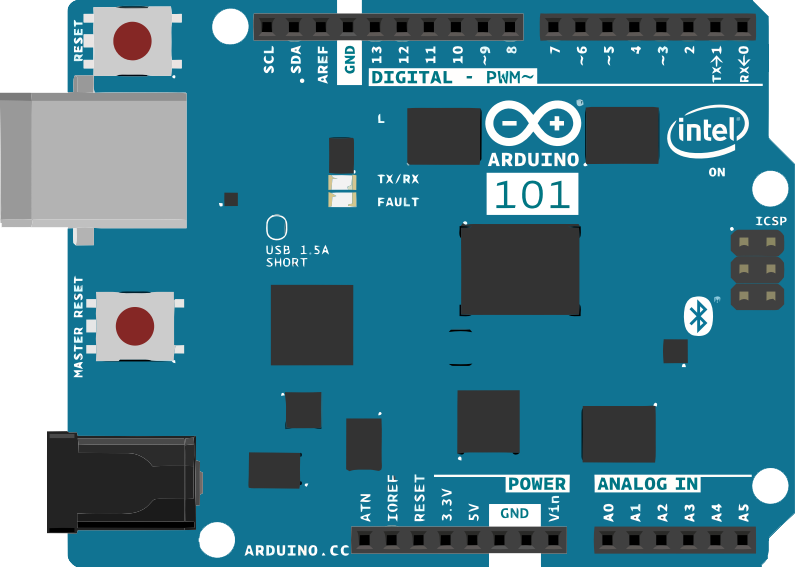 RESET
SCL
SDA
AREF
GND
13
12
11
10
~9
8
7
~6
~5
4
~3
2
TX→1
RX←0
DIGITAL - PWM~
L
TX/RX
FAULT
ARDUINO
101
intel
ON
ICSP
USB 1.5A
SHORT
MASTER RESET
POWER
ANALOG IN
ATN
IOREF
RESET
3.3V
5V
GND
Vin
A0
A1
A2
A3
A4
A5
ARDUINO.CC